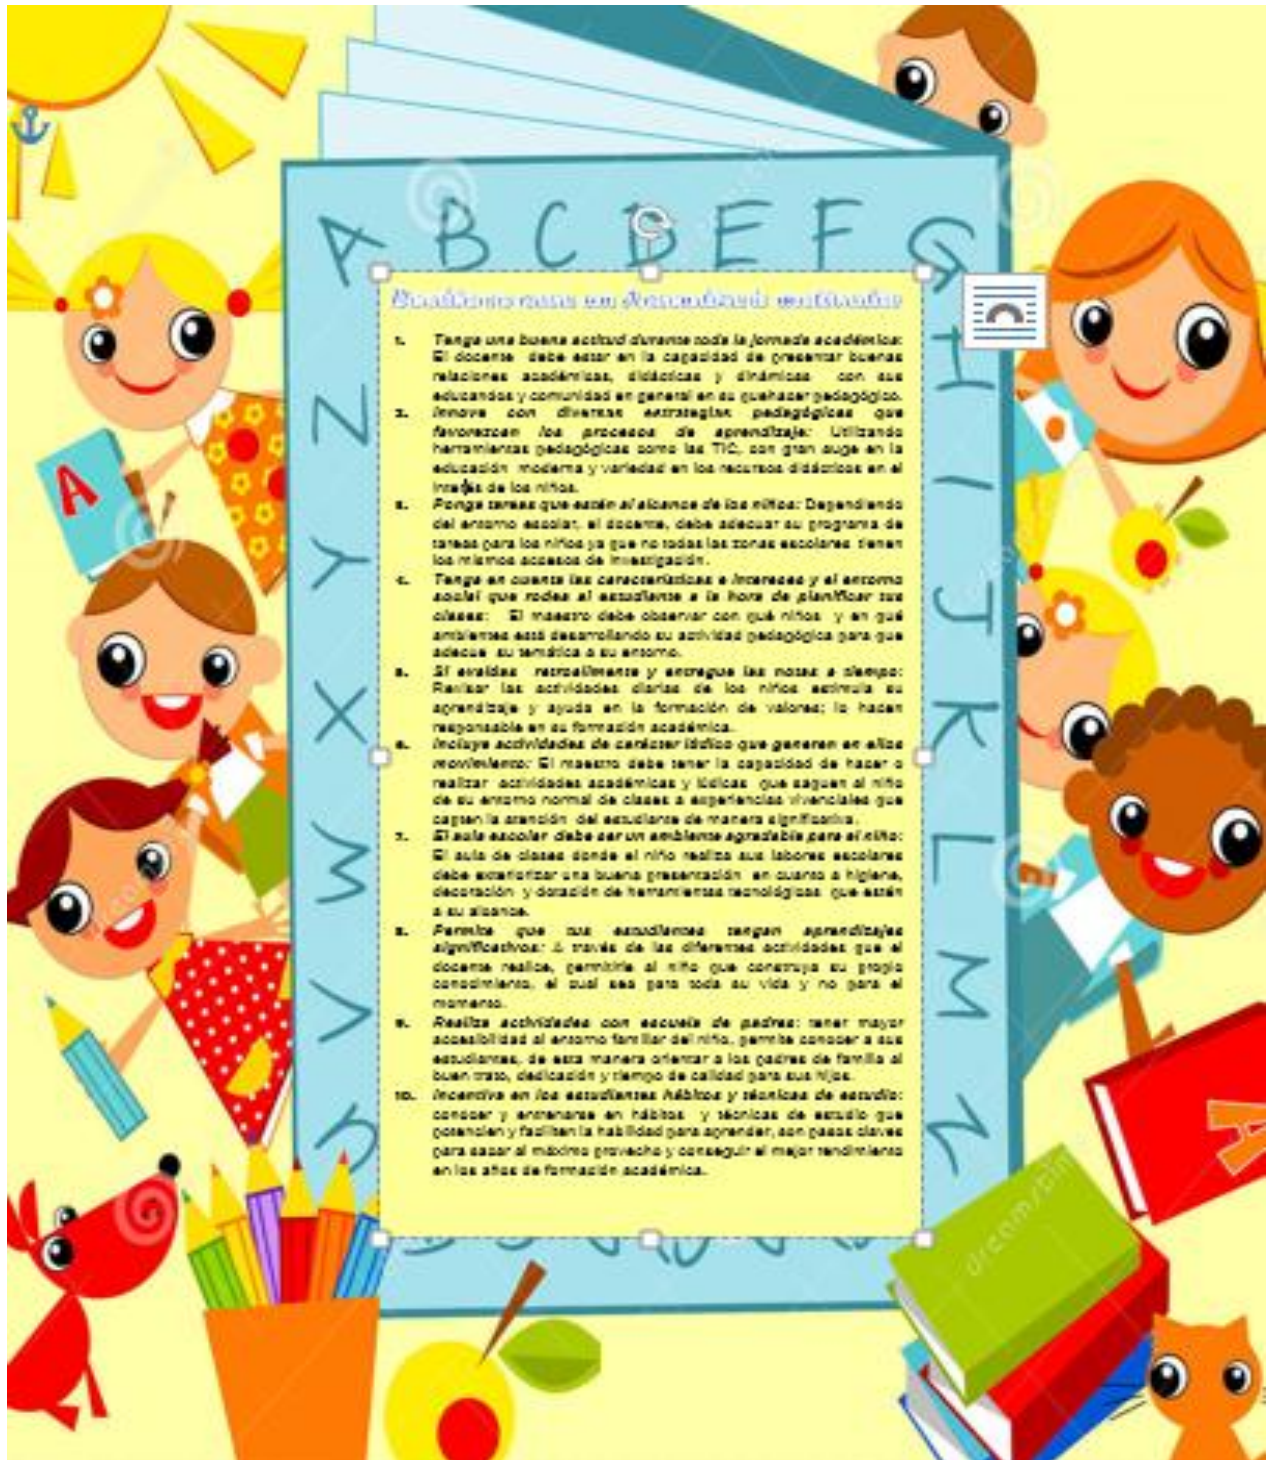 A B C D E F G
H
I
J
K
L
M
N
Z
Y
X
W
V
A
para un aprendizaje
1. Tenga una buena actitud durante toda la jornada académica:
El docente debe estar en la capacidad de presentar buenas
relaciones académicas, didácticas y dinámicas con sus
educandos y comunidad en general en su quehacer pedagógico.
2. Innove con diversas estrategias pedagógicas que
favorezcan los procesos de aprendizaje: Utilizando
herramientas pedagógicas como las TIC, con gran auge en la
educación moderna y variedad en los recursos didácticos en el
interés de los niños.
3. Ponga tareas que estén al alcance de los niños: Dependiendo
del entorno escolar, el docente, debe adecuar su programa de
tareas para los niños ya que no todas las zonas escolares tienen
los mismos accesos de investigación.
4. Tenga en cuenta las características e intereses y el entorno
social que rodea al estudiante a la hora de planificar tus
clases: El maestro debe observar con qué niños y en qué
ambientes está desarrollando su actividad pedagógica para que
adecue su temática a su entorno.
5. Si evalúas retroalimente y entregue las notas a tiempo:
Revisar las actividades diarias de los niños estimula su
aprendizaje y ayuda en la formación de valores; lo hacen
responsable en su formación académica.
6. Incluye actividades de carácter lúdico que generen en ellos
movimiento: El maestro debe tener la capacidad de hacer o
realizar actividades académicas y lúdicas que saquen al niño
de su entorno normal de clases a experiencias vivenciales que
capten la atención del estudiante de manera significativa.
7. El aula escolar debe ser un ambiente agradable para el niño:
El aula de clases donde el niño realiza sus labores escolares
debe exteriorizar una buena presentación en cuanto a higiene,
decoración y dotación de herramientas tecnológicas que estén
a su alcance.
8. Permite que tus estudiantes tengan aprendizajes
significativos: A través de las diferentes actividades que el
docente realice, permitirle al niño que construya su propio
conocimiento, el cual sea para toda su vida y no para el
momento.
9. Realiza actividades con escuela de padres: tener mayor
accesibilidad al entorno familiar del niño, permite conocer a sus
estudiantes, de esta manera orientar a los padres de familia al
buen trato, dedicación y tiempo de calidad para sus hijos.
10. Incentiva en los estudiantes hábitos y técnicas de estudio:
conocer y entrenarse en hábitos y técnicas de estudio que
potencien y faciliten la habilidad para aprender, son pasos claves
para sacar al máximo provecho y conseguir el mejor rendimiento
en los años de formación académica.
A
dreamstime